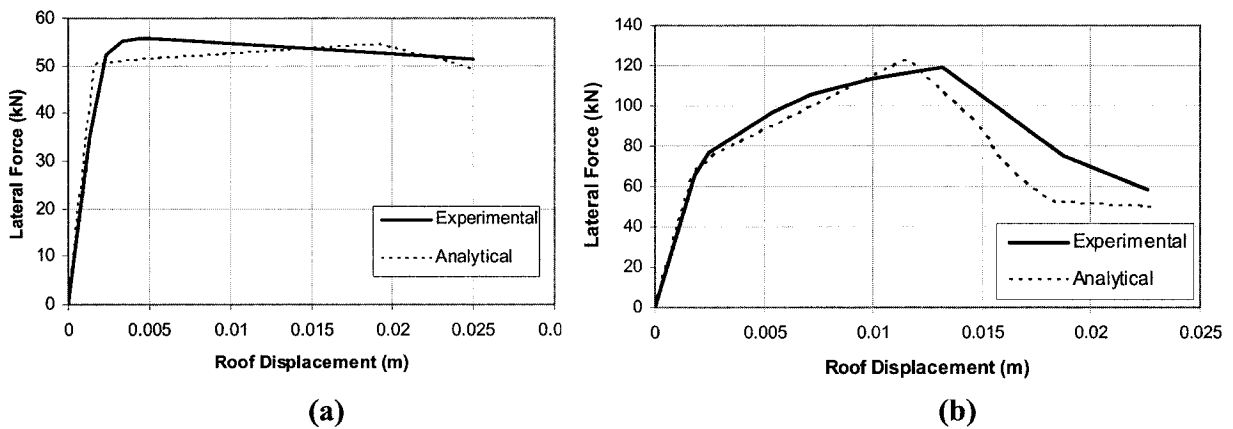 60
50
40
30
20
10
0
Lateral Force (kN)
0 0.005 0.01 0.015 0.02 0.025 0.0
Roof Displacement (m)
Experimental
Analytical
(a)
140
120
100
80
60
40
20
0
Lateral Force (kN)
0 0.005 0.01 0.015 0.02 0.025
Roof Displacement (m)
Experimental
Analytical
(b)